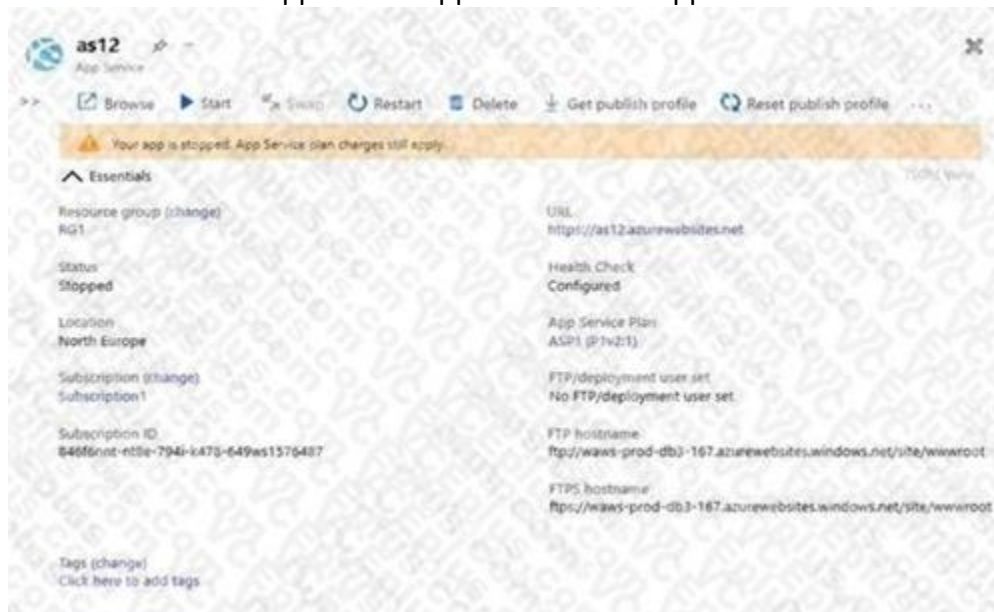 as12
App Service
>> Browse Start Swap Restart Delete Get publish profile Reset publish profile ...
Your app is stopped. App Service plan charges still apply.
Essentials
JSON View
Resource group (change)
RG1
Status
Stopped
Location
North Europe
Subscription (change)
Subscription1
Subscription ID
Tags (change)
Click here to add tags
URL
https://as12.azurewebsites.net
Health Check
Configured
App Service Plan
ASP1 (P1v2:1)
FTP/deployment user set
No FTP/deployment user set
FTP hostname
ftp://waws-prod-db3-167.azurewebsites.windows.net/site/wwwroot
FTPS hostname
ftps://waws-prod-db3-167.azurewebsites.windows.net/site/wwwroot